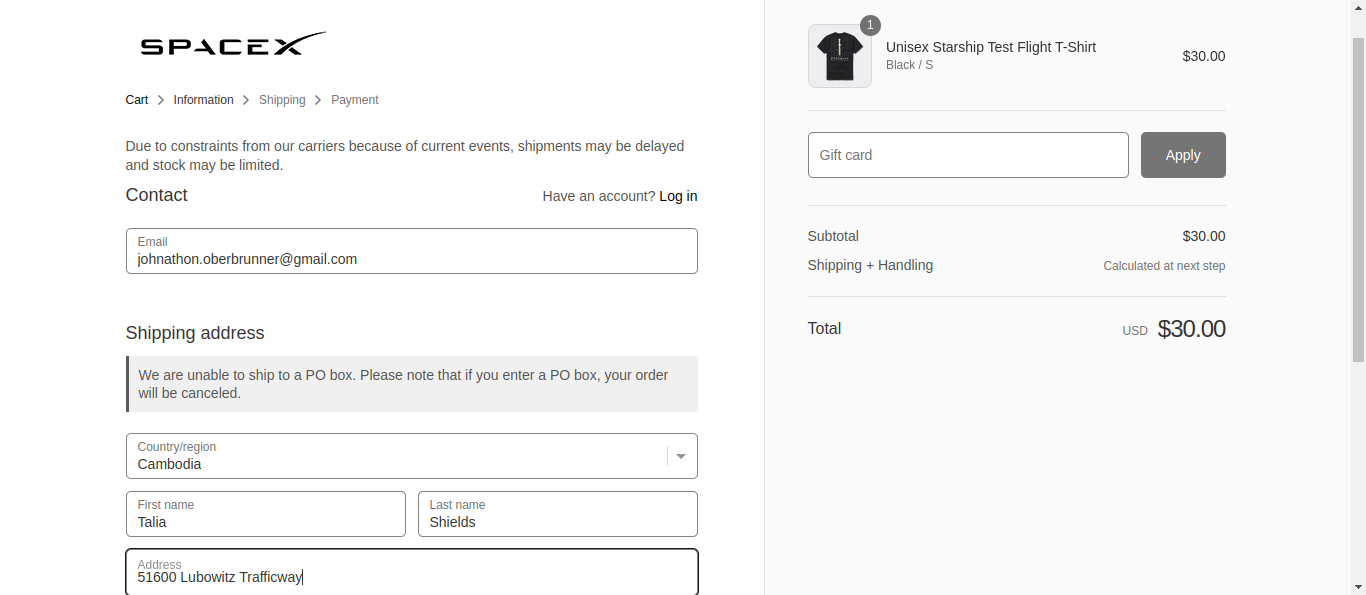 SPACEX
Cart > Information > Shipping > Payment
Due to constraints from our carriers because of current events, shipments may be delayed
and stock may be limited.
Contact
Have an account? Log in
Email
johnathon.oberbrunner@gmail.com
Shipping address
We are unable to ship to a PO box. Please note that if you enter a PO box, your order
will be canceled.
Country/region
Cambodia
First name
Talia
Last name
Shields
Address
51600 Lubowitz Trafficway
1
Unisex Starship Test Flight T-Shirt
Black / S
$30.00
Gift card
Apply
Subtotal
$30.00
Shipping + Handling
Calculated at next step
Total
USD $30.00